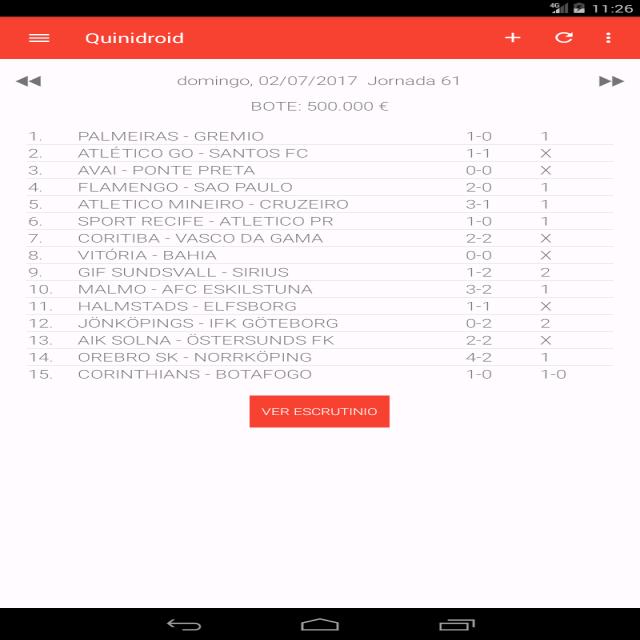 4G 11:26
Quinidroid
domingo, 02/07/2017 Jornada 61
BOTE: 500.000 €
1. PALMEIRAS - GREMIO 1-0 1
2. ATLÉTICO GO - SANTOS FC 1-1 X
3. AVAI - PONTE PRETA 0-0 X
4. FLAMENGO - SAO PAULO 2-0 1
5. ATLETICO MINEIRO - CRUZEIRO 3-1 1
6. SPORT RECIFE - ATLETICO PR 1-0 1
7. CORITIBA - VASCO DA GAMA 2-2 X
8. VITÓRIA - BAHIA 0-0 X
9. GIF SUNDSVALL - SIRIUS 1-2 2
10. MALMO - AFC ESKILSTUNA 3-2 1
11. HALMSTADS - ELFSBORG 1-1 X
12. JÖNKÖPINGS - IFK GÖTEBORG 0-2 2
13. AIK SOLNA - ÖSTERSUNDS FK 2-2 X
14. OREBRO SK - NORRKÖPING 4-2 1
15. CORINTHIANS - BOTAFOGO 1-0 1-0
VER ESCRUTINIO